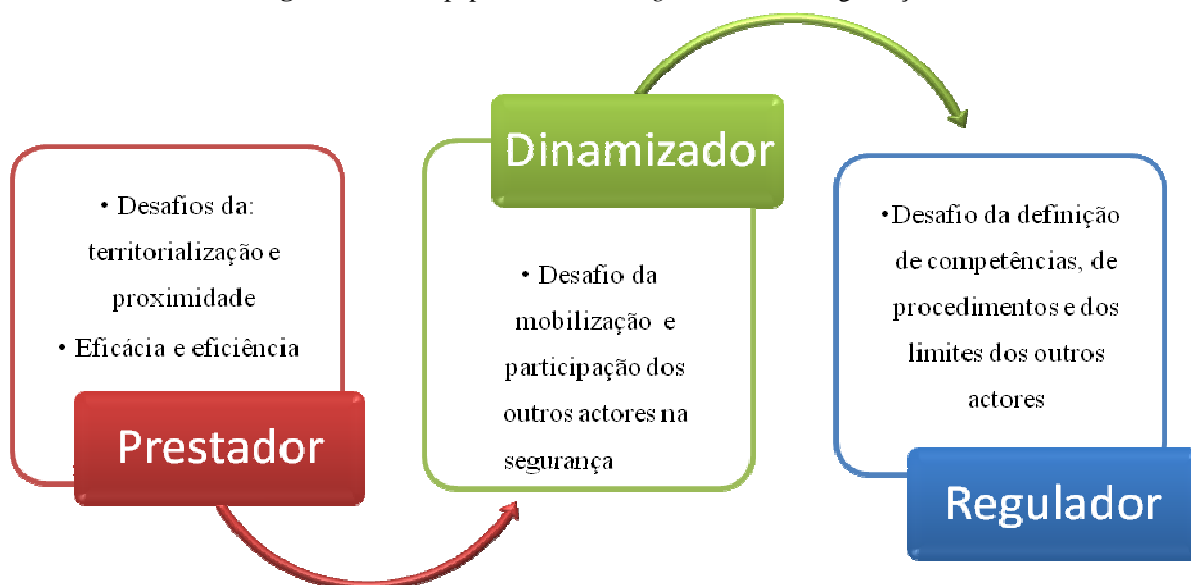 • Desafios da:
territorialização e
proximidade
• Eficácia e eficiência
Prestador
Dinamizador
• Desafio da
mobilização e
participação dos
outros actores na
segurança
•Desafio da definição
de competências, de
procedimentos e dos
limites dos outros
actores
Regulador